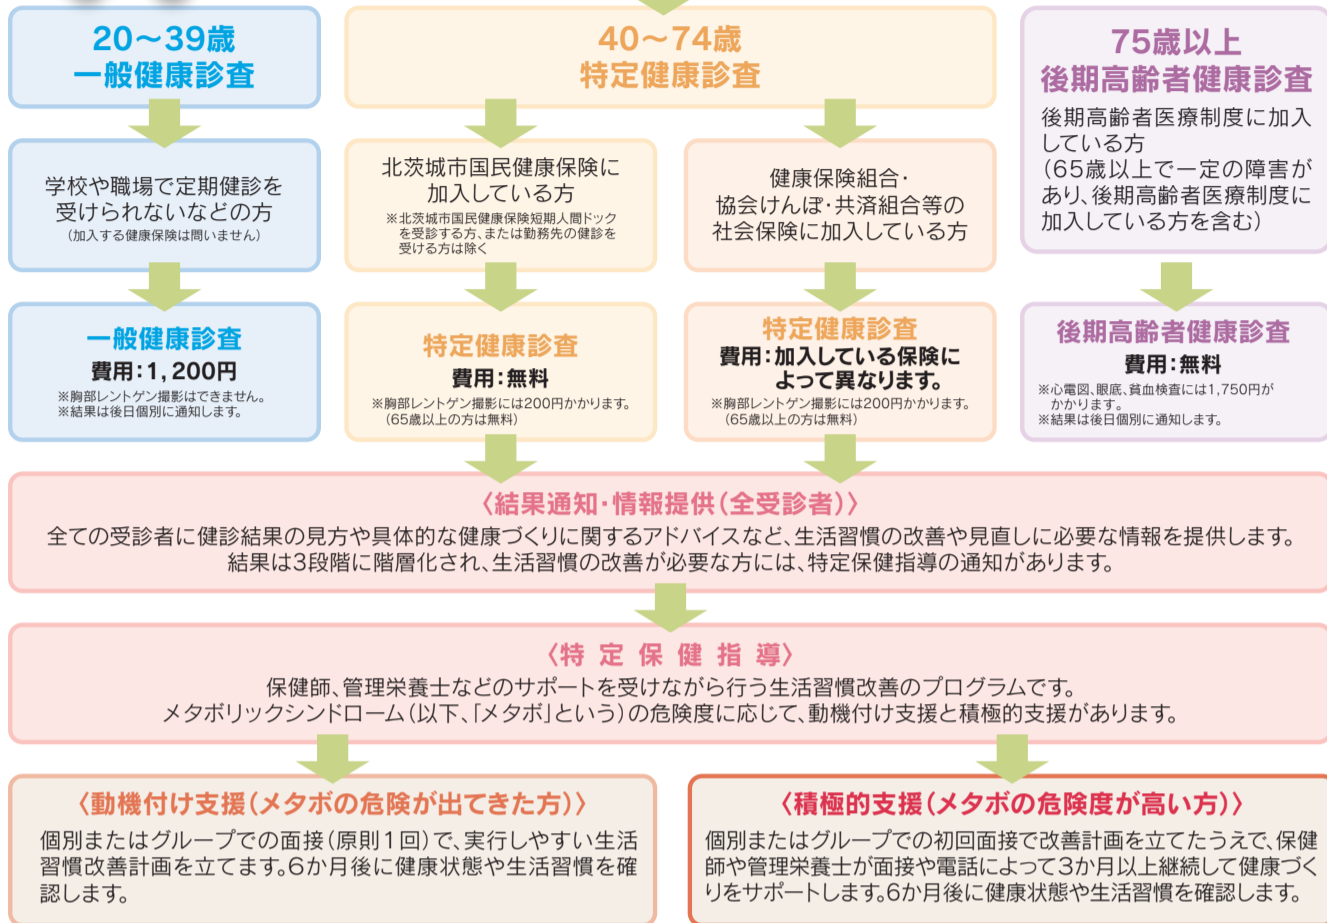 20～39歳
一般健康診査
学校や職場で定期健診を
受けられないなどの方
(加入する健康保険は問いません)
一般健康診査
費用：1,200円
※胸部レントゲン撮影はできません。
※結果は後日個別に通知します。
40～74歳
特定健康診査
北茨城市国民健康保険に
加入している方
※北茨城市国民健康保険短期人間ドック
を受診する方、または勤務先の健診を
受ける方は除く
特定健康診査
費用：無料
※胸部レントゲン撮影には200円かかります。
(65歳以上の方は無料)
健康保険組合・
協会けんぽ・共済組合等の
社会保険に加入している方
特定健康診査
費用：加入している保険に
よって異なります。
※胸部レントゲン撮影には200円かかります。
(65歳以上の方は無料)
75歳以上
後期高齢者健康診査
後期高齢者医療制度に加入
している方
(65歳以上で一定の障害が
あり、後期高齢者医療制度に
加入している方を含む)
後期高齢者健康診査
費用：無料
※心電図、眼底、貧血検査には1,750円が
かかります。
※結果は後日個別に通知します。
〈結果通知・情報提供(全受診者)〉
全ての受診者に健診結果の見方や具体的な健康づくりに関するアドバイスなど、生活習慣の改善や見直しに必要な情報を提供します。
結果は3段階に階層化され、生活習慣の改善が必要な方には、特定保健指導の通知があります。
〈特 定 保 健 指 導〉
保健師、管理栄養士などのサポートを受けながら行う生活習慣改善のプログラムです。
メタボリックシンドローム(以下、「メタボ」という)の危険度に応じて、動機付け支援と積極的支援があります。
〈動機付け支援(メタボの危険が出てきた方)〉
個別またはグループでの面接(原則1回)で、実行しやすい生活
習慣改善計画を立てます。6か月後に健康状態や生活習慣を確
認します。
〈積極的支援(メタボの危険度が高い方)〉
個別またはグループでの初回面接で改善計画を立てたうえで、保健
師や管理栄養士が面接や電話によって3か月以上継続して健康づく
りをサポートします。6か月後に健康状態や生活習慣を確認します。